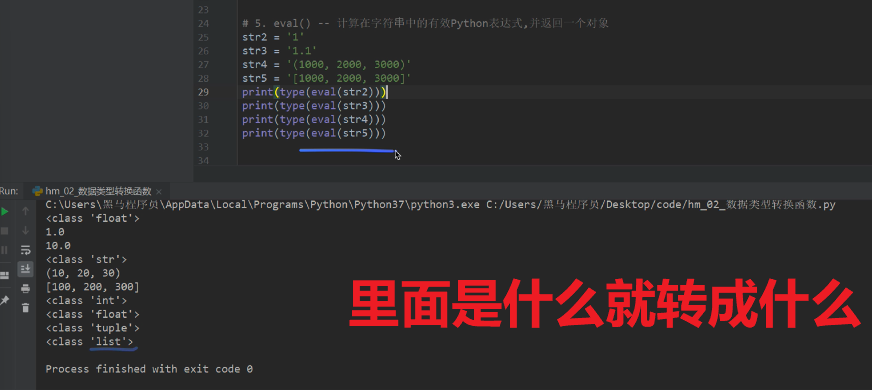 23
24 # 5. eval() -- 计算在字符串中的有效Python表达式,并返回一个对象
25 str2 = '1'
26 str3 = '1.1'
27 str4 = '(1000, 2000, 3000)'
28 str5 = '[1000, 2000, 3000]'
29 print(type(eval(str2)))
30 print(type(eval(str3)))
31 print(type(eval(str4)))
32 print(type(eval(str5)))
33
34
Run: hm_02_数据类型转换函数 ×
C:\Users\黑马程序员\AppData\Local\Programs\Python\Python37\python3.exe C:/Users/黑马程序员/Desktop/code/hm_02_数据类型转换函数.py
<class 'float'>
1.0
10.0
<class 'str'>
(10, 20, 30)
[100, 200, 300]
<class 'int'>
<class 'float'>
<class 'tuple'>
<class 'list'>
里面是什么就转成什么
Process finished with exit code 0